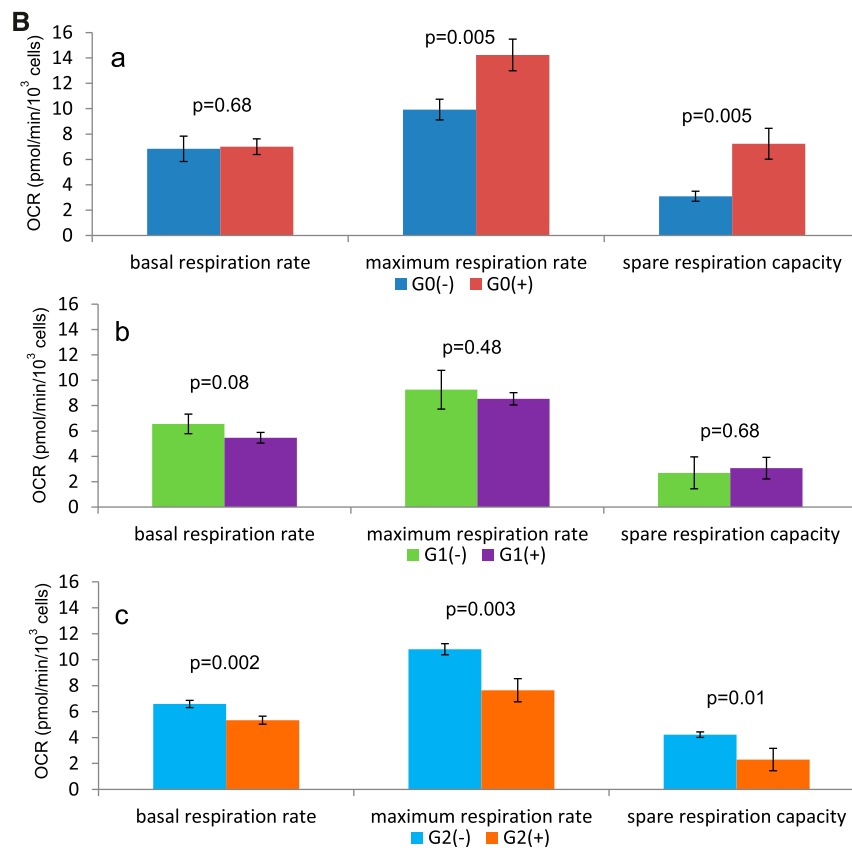 B
a
OCR (pmol/min/10³ cells)
16
14
12
10
8
6
4
2
0
p=0.68
p=0.005
p=0.005
basal respiration rate
maximum respiration rate
spare respiration capacity
G0(-) G0(+)
b
OCR (pmol/min/10³ cells)
16
14
12
10
8
6
4
2
0
p=0.08
p=0.48
p=0.68
basal respiration rate
maximum respiration rate
spare respiration capacity
G1(-) G1(+)
c
OCR (pmol/min/10³ cells)
16
14
12
10
8
6
4
2
0
p=0.002
p=0.003
p=0.01
basal respiration rate
maximum respiration rate
spare respiration capacity
G2(-) G2(+)